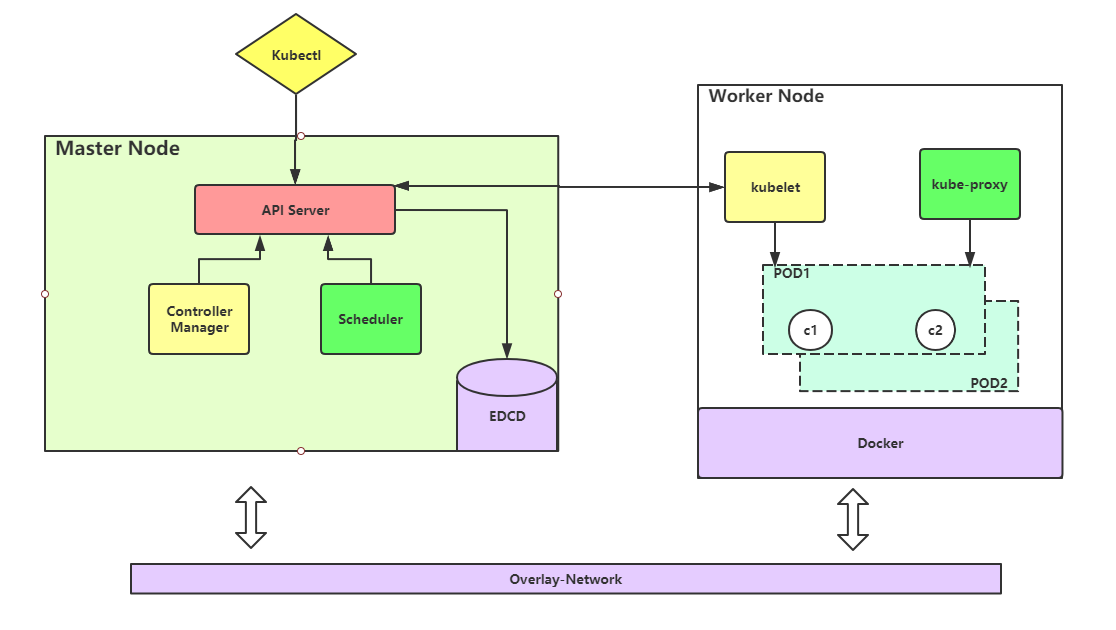 Kubectl
Master Node
API Server
Controller
Manager
Scheduler
EDCD
Worker Node
kubelet
kube-proxy
POD1
c1
c2
POD2
Docker
Overlay-Network